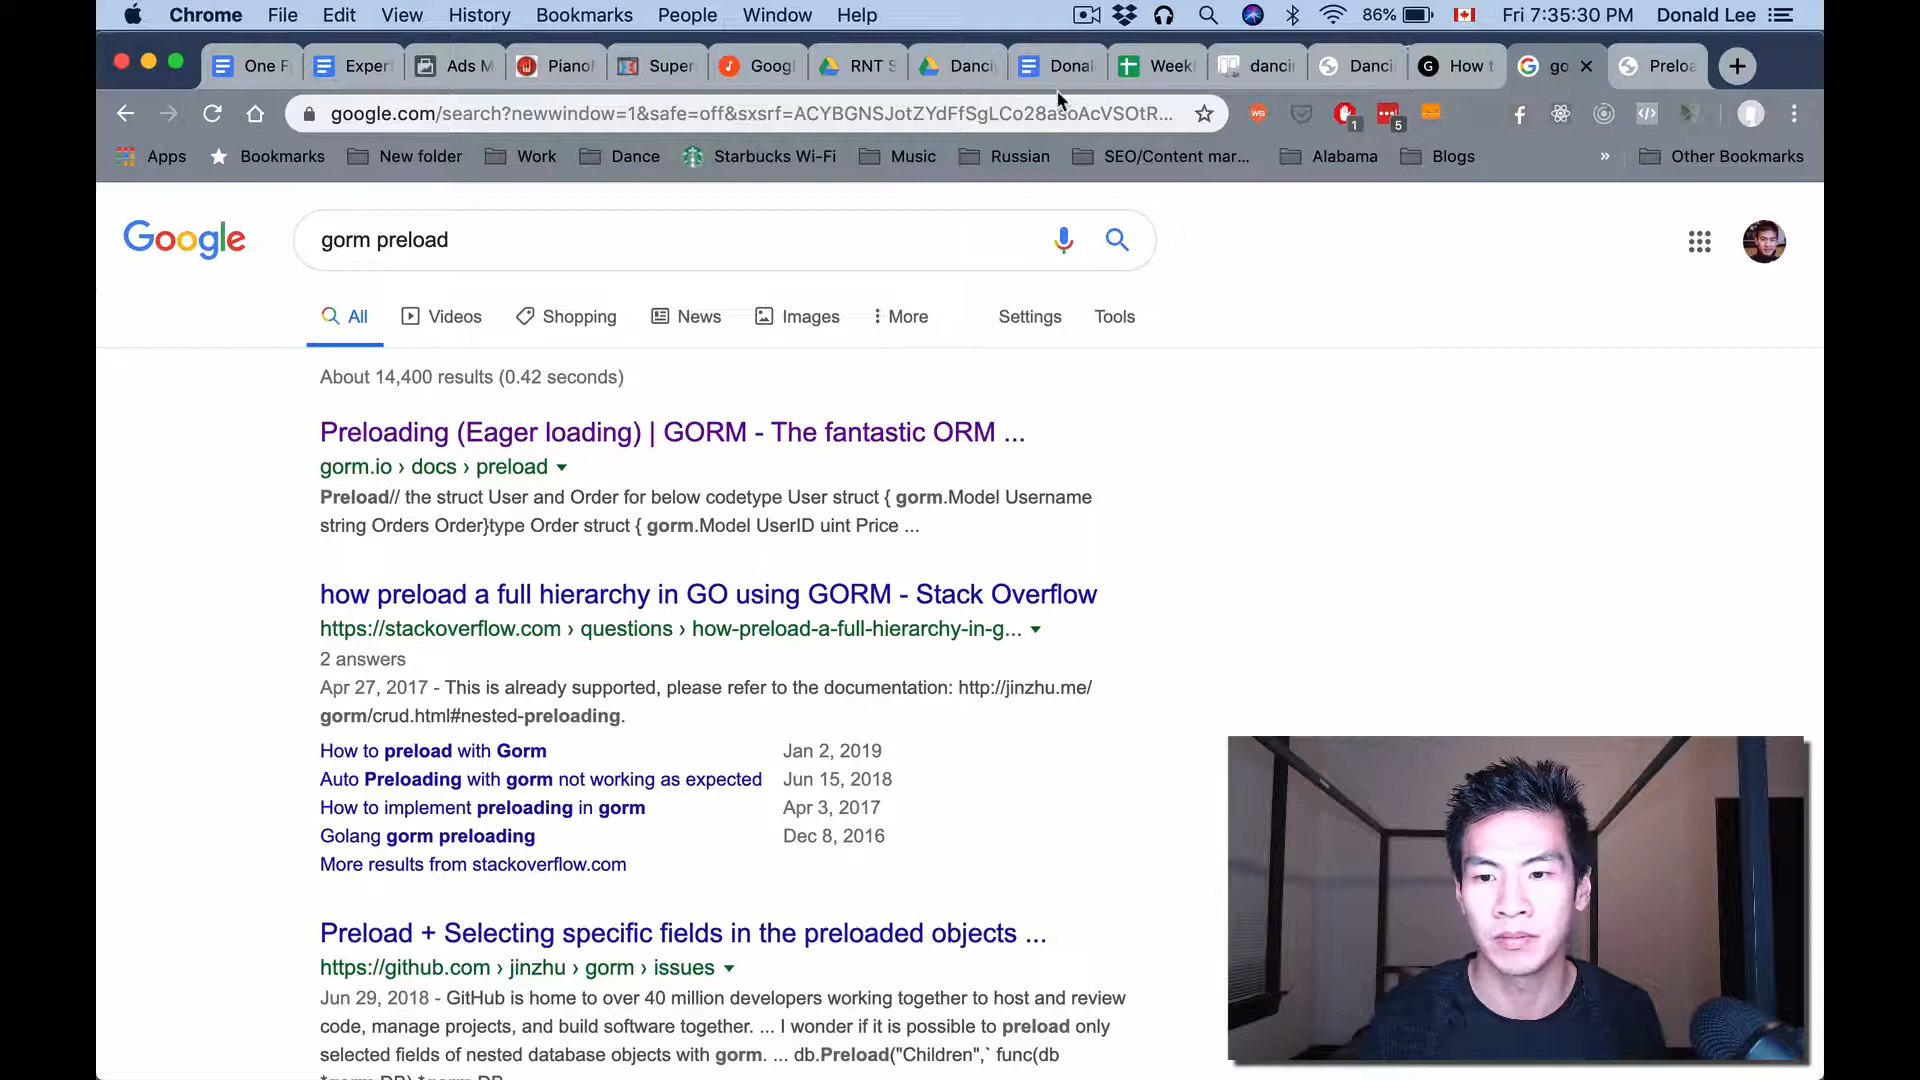 Chrome File Edit View History Bookmarks People Window Help 86% Fri 7:35:30 PM Donald Lee
One F Exper Ads M Piano Super Googl RNT S Danci Donal Weekl danci Danci How t go Preloa
google.com/search?newwindow=1&safe=off&sxsrf=ACYBGNSJotZYdFfSgLCo28asoAcVSOtR... 1 5
Apps Bookmarks New folder Work Dance Starbucks Wi-Fi Music Russian SEO/Content mar... Alabama Blogs » Other Bookmarks
Google gorm preload
All Videos Shopping News Images More Settings Tools
About 14,400 results (0.42 seconds)
Preloading (Eager loading) | GORM - The fantastic ORM ...
gorm.io › docs › preload
Preload// the struct User and Order for below codetype User struct { gorm.Model Username
string Orders Order}type Order struct { gorm.Model UserID uint Price ...
how preload a full hierarchy in GO using GORM - Stack Overflow
https://stackoverflow.com › questions › how-preload-a-full-hierarchy-in-g...
2 answers
Apr 27, 2017 - This is already supported, please refer to the documentation: http://jinzhu.me/
gorm/crud.html#nested-preloading.
How to preload with Gorm Jan 2, 2019
Auto Preloading with gorm not working as expected Jun 15, 2018
How to implement preloading in gorm Apr 3, 2017
Golang gorm preloading Dec 8, 2016
More results from stackoverflow.com
Preload + Selecting specific fields in the preloaded objects ...
https://github.com › jinzhu › gorm › issues
Jun 29, 2018 - GitHub is home to over 40 million developers working together to host and review
code, manage projects, and build software together. ... I wonder if it is possible to preload only
selected fields of nested database objects with gorm. ... db.Preload("Children",` func(db